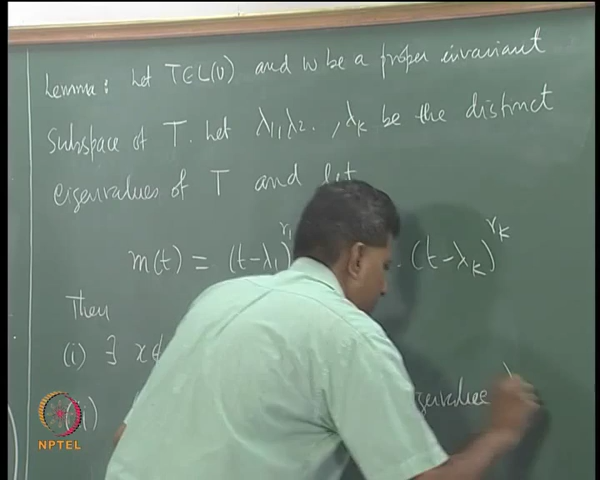 Lemma: Let T∈L(V) and W be a proper invariant
Subspace of T. Let λ₁, λ₂ . , λₖ be the distinct
eigenvalues of T and let
m(t) = (t-λ₁)^r₁ . (t-λₖ)^rₖ
Then
(i) ∃ x∉
(ii) eigenvalue λ
NPTEL